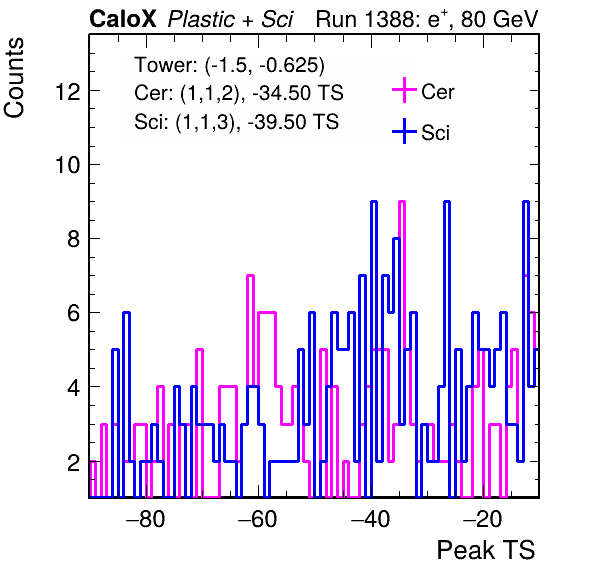 CaloX Plastic + Sci Run 1388: e+, 80 GeV
Counts
Tower: (-1.5, -0.625)
Cer: (1,1,2), -34.50 TS
Sci: (1,1,3), -39.50 TS
Cer
Sci
12
10
8
6
4
2
−80 −60 −40 −20
Peak TS